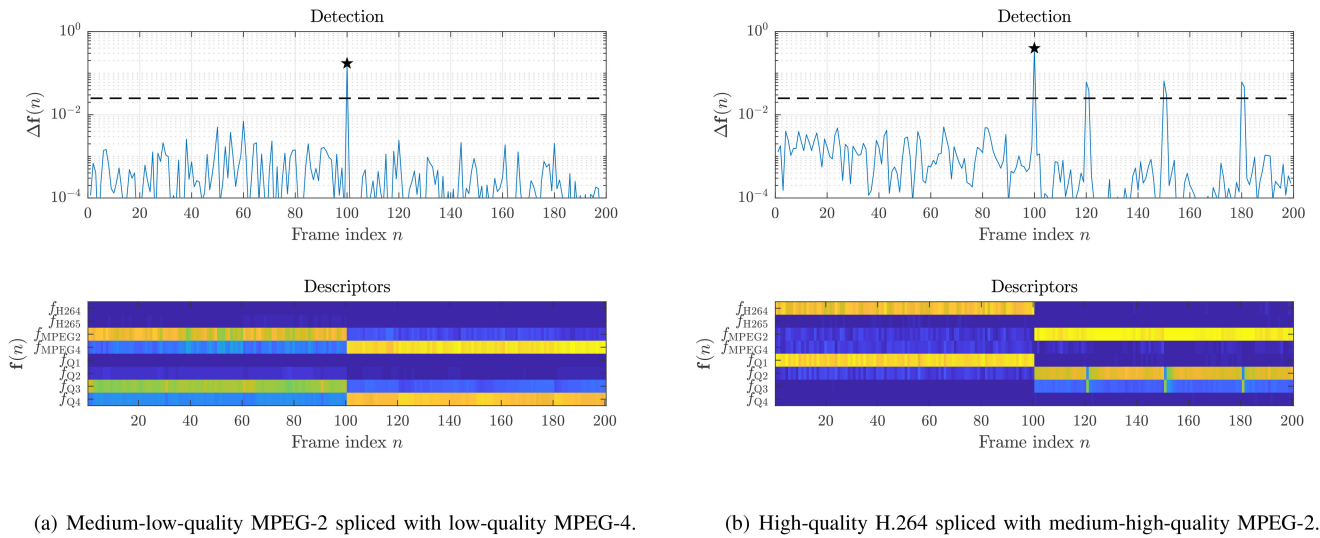 Detection
10⁰
10⁻²
10⁻⁴
Δf(n)
0 20 40 60 80 100 120 140 160 180 200
Frame index n
Descriptors
f_H264
f_H265
f_MPEG2
f_MPEG4
f_Q1
f_Q2
f_Q3
f_Q4
f(n)
20 40 60 80 100 120 140 160 180 200
Frame index n
(a) Medium-low-quality MPEG-2 spliced with low-quality MPEG-4.
Detection
10⁰
10⁻²
10⁻⁴
Δf(n)
0 20 40 60 80 100 120 140 160 180 200
Frame index n
Descriptors
f_H264
f_H265
f_MPEG2
f_MPEG4
f_Q1
f_Q2
f_Q3
f_Q4
f(n)
20 40 60 80 100 120 140 160 180 200
Frame index n
(b) High-quality H.264 spliced with medium-high-quality MPEG-2.